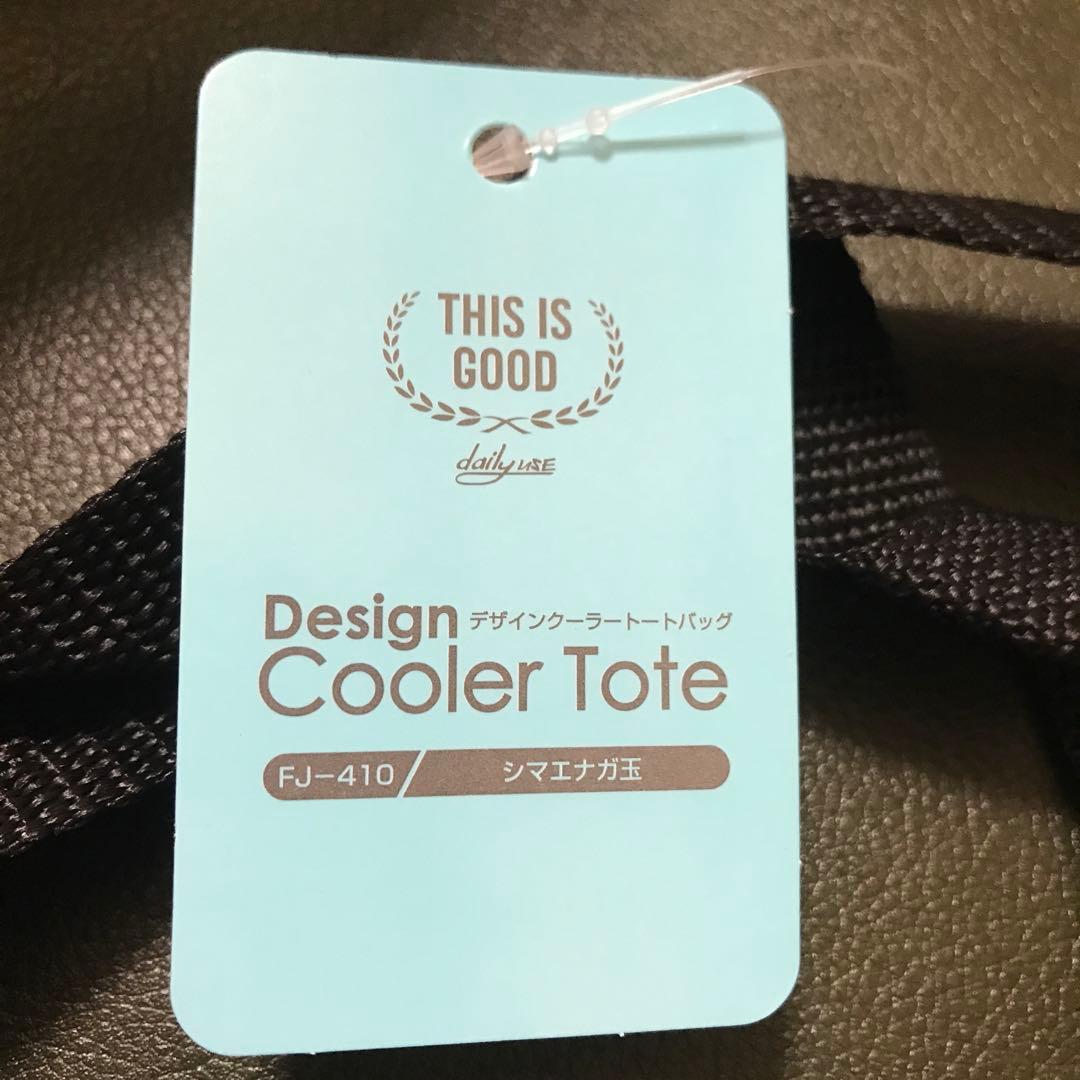 THIS IS
GOOD
daily USE
Design デザインクーラートートバッグ
Cooler Tote
FJ-410 / シマエナガ玉